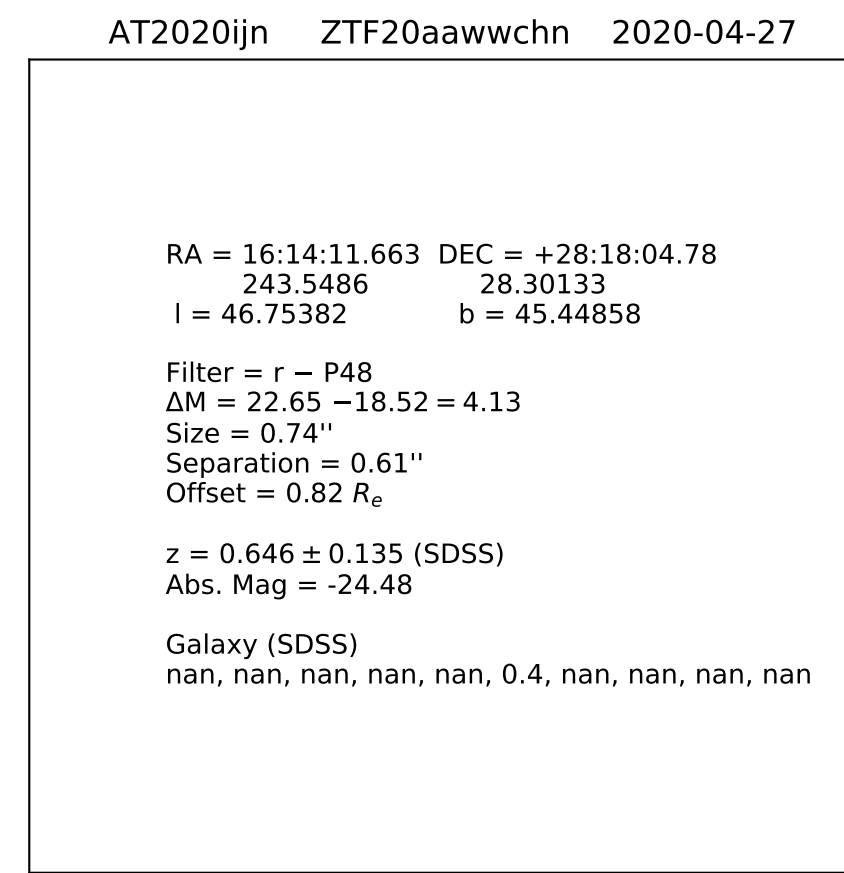 AT2020ijn ZTF20aawwchn 2020-04-27
RA = 16:14:11.663 DEC = +28:18:04.78
243.5486 28.30133
l = 46.75382 b = 45.44858
Filter = r − P48
ΔM = 22.65 −18.52 = 4.13
Size = 0.74''
Separation = 0.61''
Offset = 0.82 Re
z = 0.646 ± 0.135 (SDSS)
Abs. Mag = -24.48
Galaxy (SDSS)
nan, nan, nan, nan, nan, 0.4, nan, nan, nan, nan